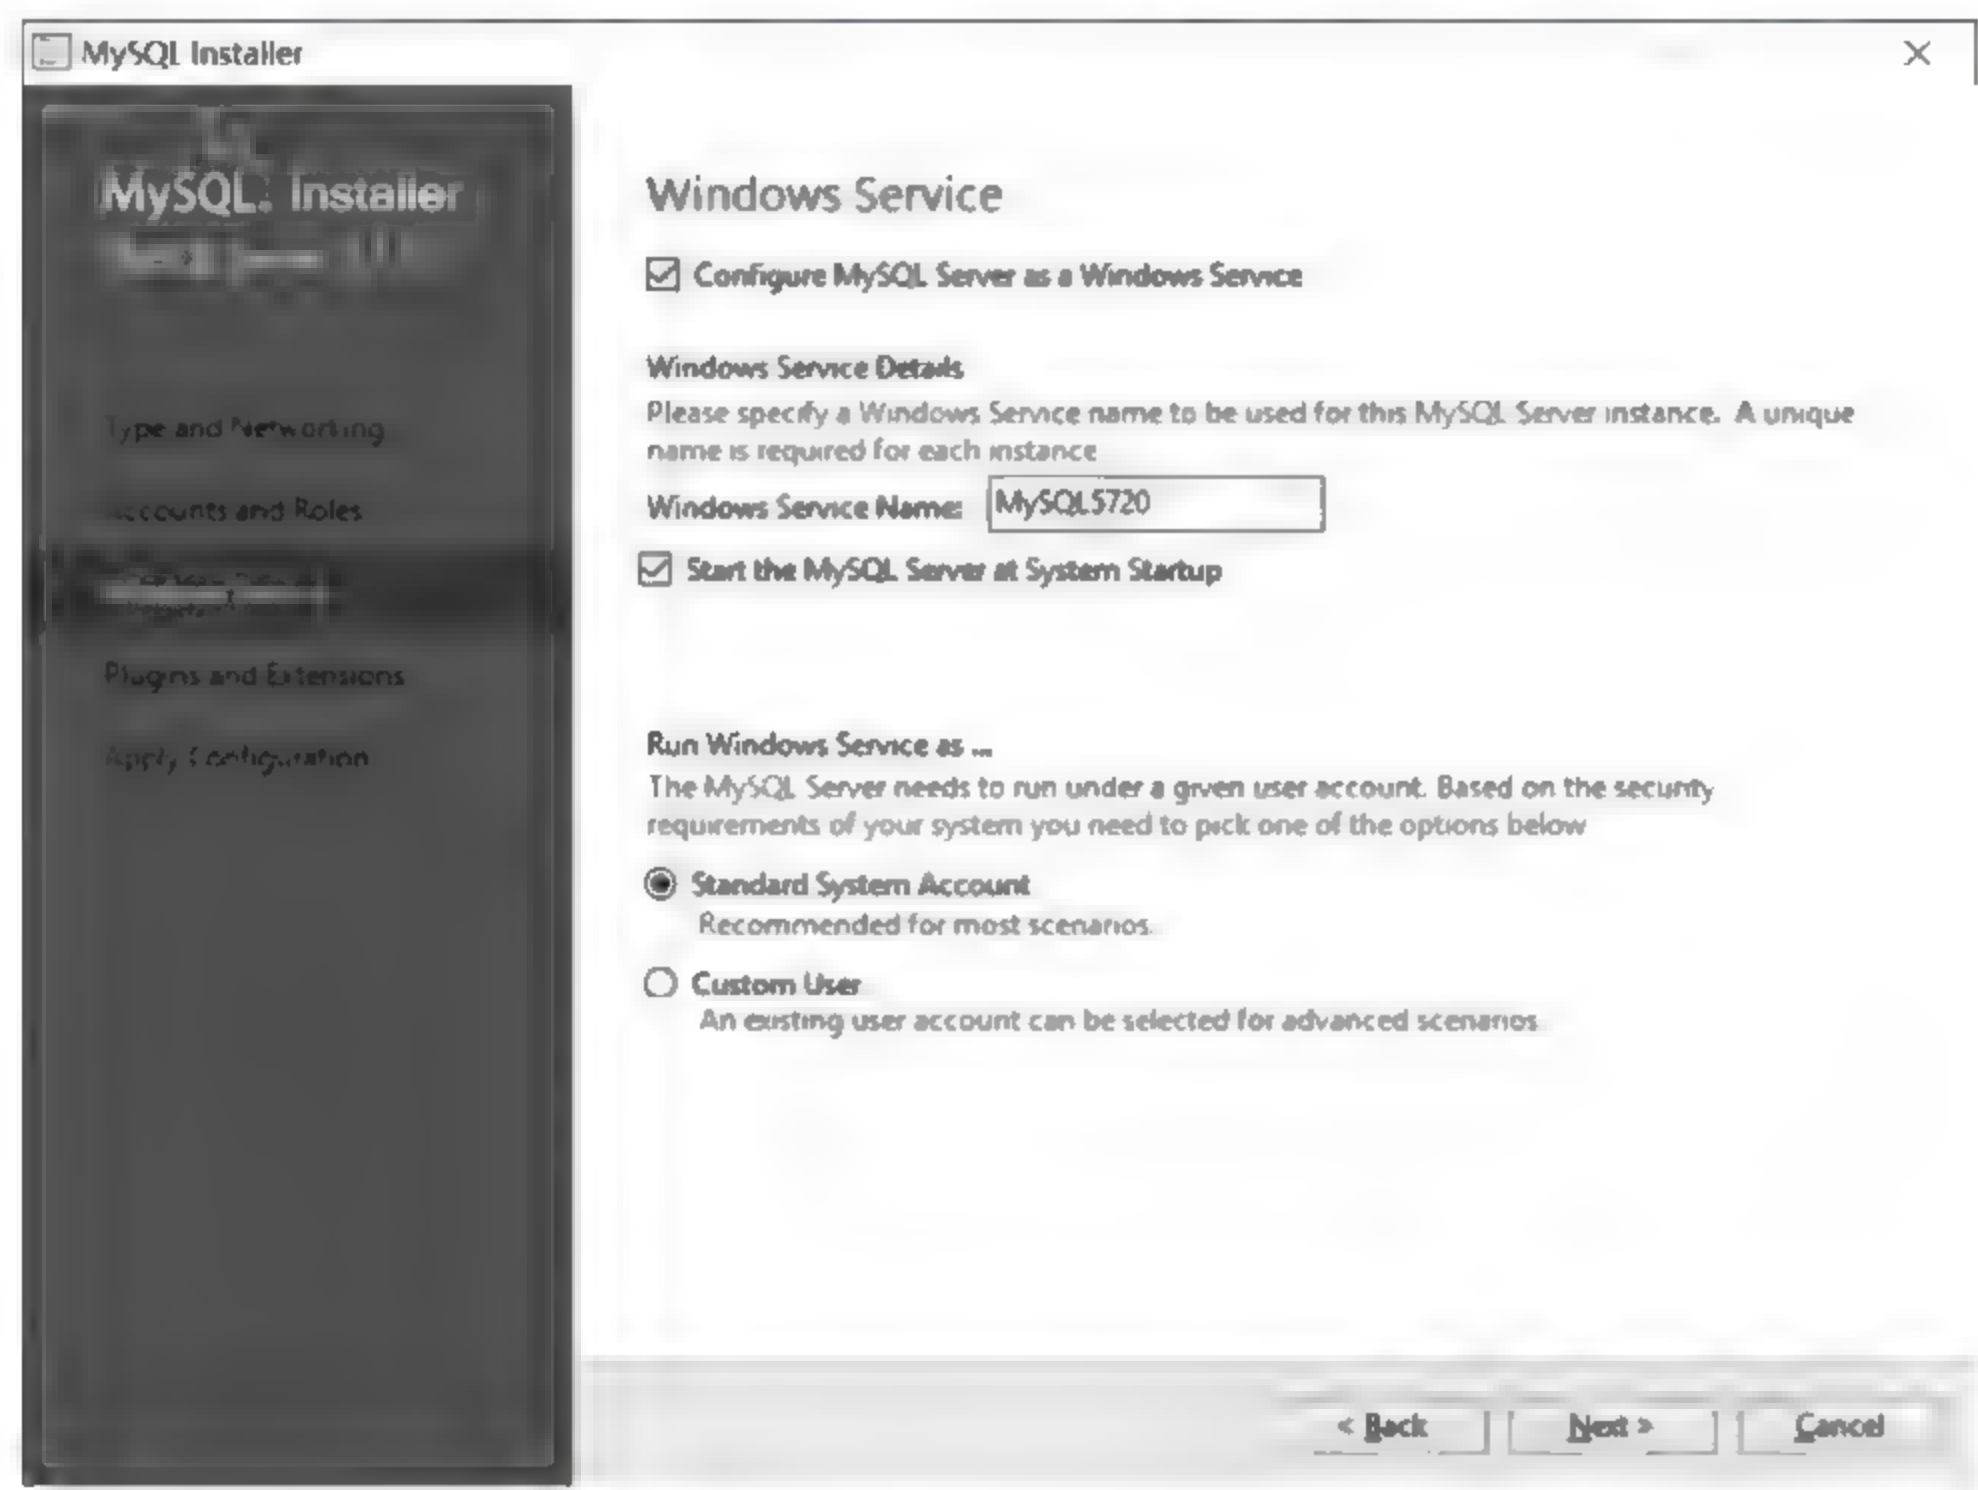 MySQL Installer
MySQL. Installer
Type and Networking
Accounts and Roles
Plugins and Extensions
Apply Configuration
Windows Service
Configure MySQL Server as a Windows Service
Windows Service Details
Please specify a Windows Service name to be used for this MySQL Server instance. A unique
name is required for each instance
Windows Service Name: MySQL5720
Start the MySQL Server at System Startup
Run Windows Service as ...
The MySQL Server needs to run under a given user account. Based on the security
requirements of your system you need to pick one of the options below
Standard System Account
Recommended for most scenarios.
Custom User
An existing user account can be selected for advanced scenarios
< Back Next > Cancel